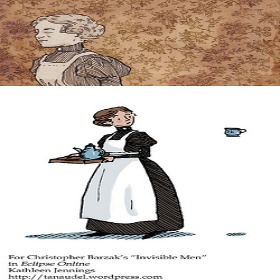 For Christopher Barzak's "Invisible Men"
in Eclipse Online
Kathleen Jennings
http://tanaudel.wordpress.com